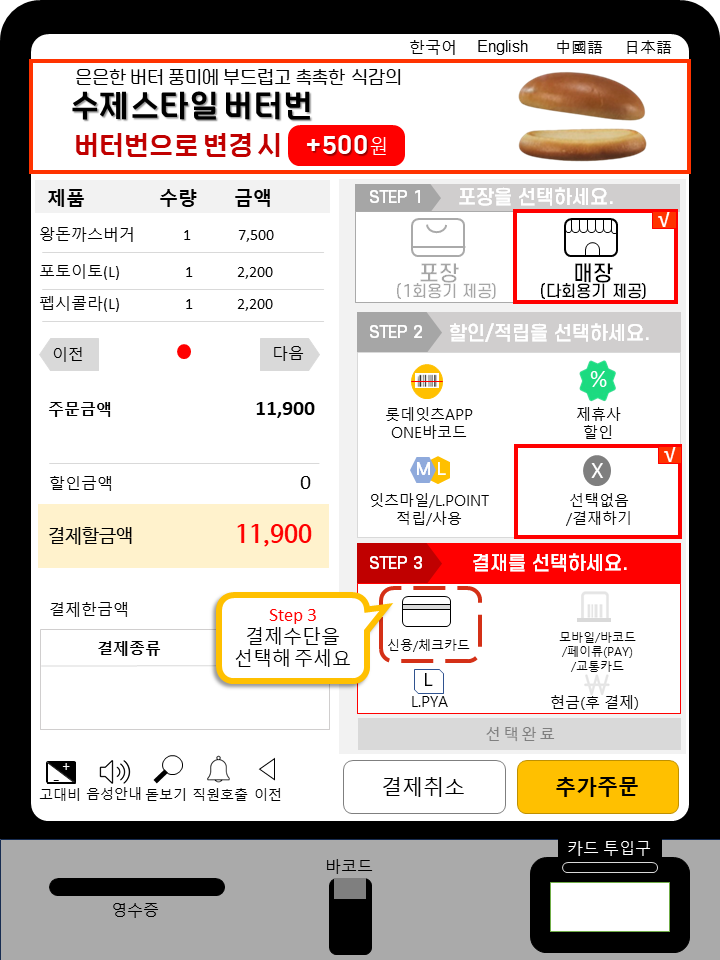 한국어 English 中國語 日本語
은은한 버터 풍미에 부드럽고 촉촉한 식감의
수제스타일 버터번
버터번으로 변경 시 +500원
제품 수량 금액
왕돈까스버거 1 7,500
포토이토(L) 1 2,200
펩시콜라(L) 1 2,200
이전 다음
주문금액 11,900
할인금액 0
결제할금액 11,900
결제한금액
결제종류
STEP 1 포장을 선택하세요.
포장
(1회용기 제공)
√
매장
(다회용기 제공)
STEP 2 할인/적립을 선택하세요.
롯데잇츠APP
ONE바코드
%
제휴사
할인
M L
잇츠마일/L.POINT
적립/사용
√
X
선택없음
/결재하기
STEP 3 결재를 선택하세요.
Step 3
결제수단을
선택해 주세요
신용/체크카드
모바일/바코드
/페이류(PAY)
/교통카드
L
L.PYA
₩
현금(후 결제)
선택완료
고대비 음성안내 돋보기 직원호출 이전
결제취소 추가주문
영수증
바코드
카드 투입구